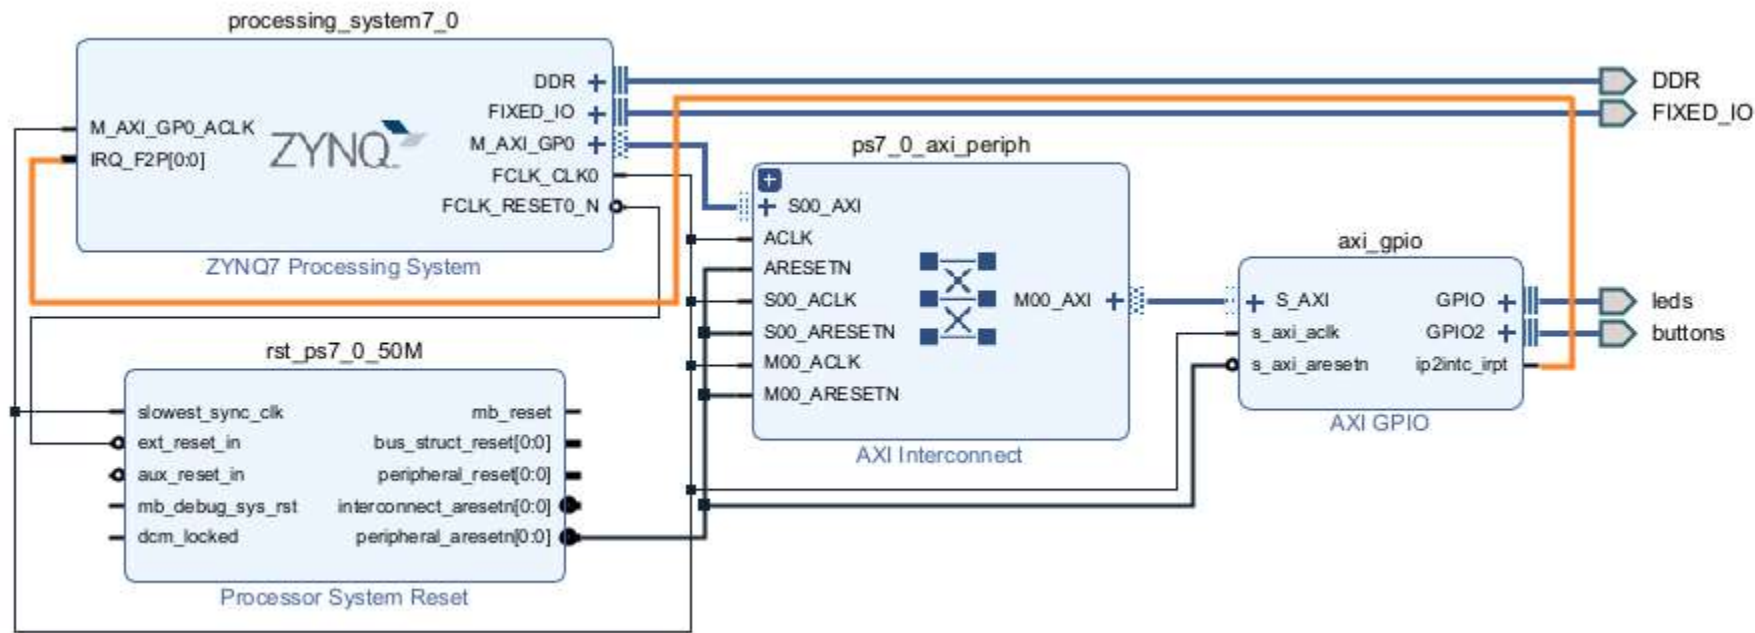 processing_system7_0
DDR
FIXED_IO
M_AXI_GP0_ACLK
IRQ_F2P[0:0]
ZYNQ
M_AXI_GP0
FCLK_CLK0
FCLK_RESET0_N
ZYNQ7 Processing System
DDR
FIXED_IO
ps7_0_axi_periph
S00_AXI
ACLK
ARESETN
S00_ACLK
S00_ARESETN
M00_ACLK
M00_ARESETN
M00_AXI
AXI Interconnect
axi_gpio
S_AXI
s_axi_aclk
s_axi_aresetn
GPIO
GPIO2
ip2intc_irpt
AXI GPIO
leds
buttons
rst_ps7_0_50M
slowest_sync_clk
ext_reset_in
aux_reset_in
mb_debug_sys_rst
dcm_locked
mb_reset
bus_struct_reset[0:0]
peripheral_reset[0:0]
interconnect_aresetn[0:0]
peripheral_aresetn[0:0]
Processor System Reset